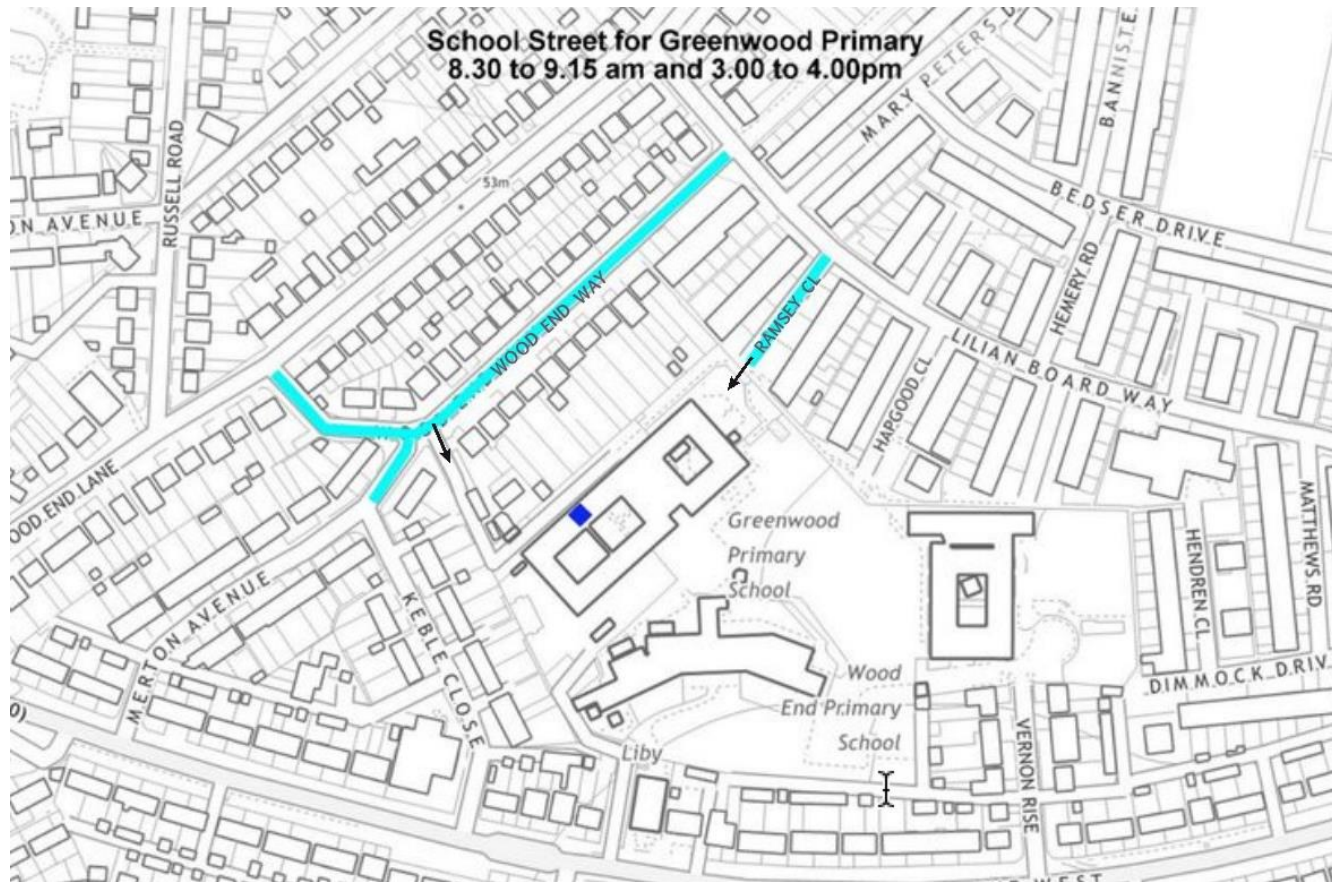 School Street for Greenwood Primary
8.30 to 9.15 am and 3.00 to 4.00pm
MARY PETERS D
BANNISTE
RUSSELL ROAD
53m
ON AVENUE
BEDSER DRIVE
HEMERY RD
WOOD END WAY
RAMSEY CL
LILIAN BOARD WAY
HAPGOOD CL
OOD END LANE
MATTHEWS RD
HENDREN CL
Greenwood
Primary
School
KEBLE CLOSE
MERTON AVENUE
Wood
End Primary
School
DIMMOCK DRIV
0)
Liby
VERNON RISE
WEST